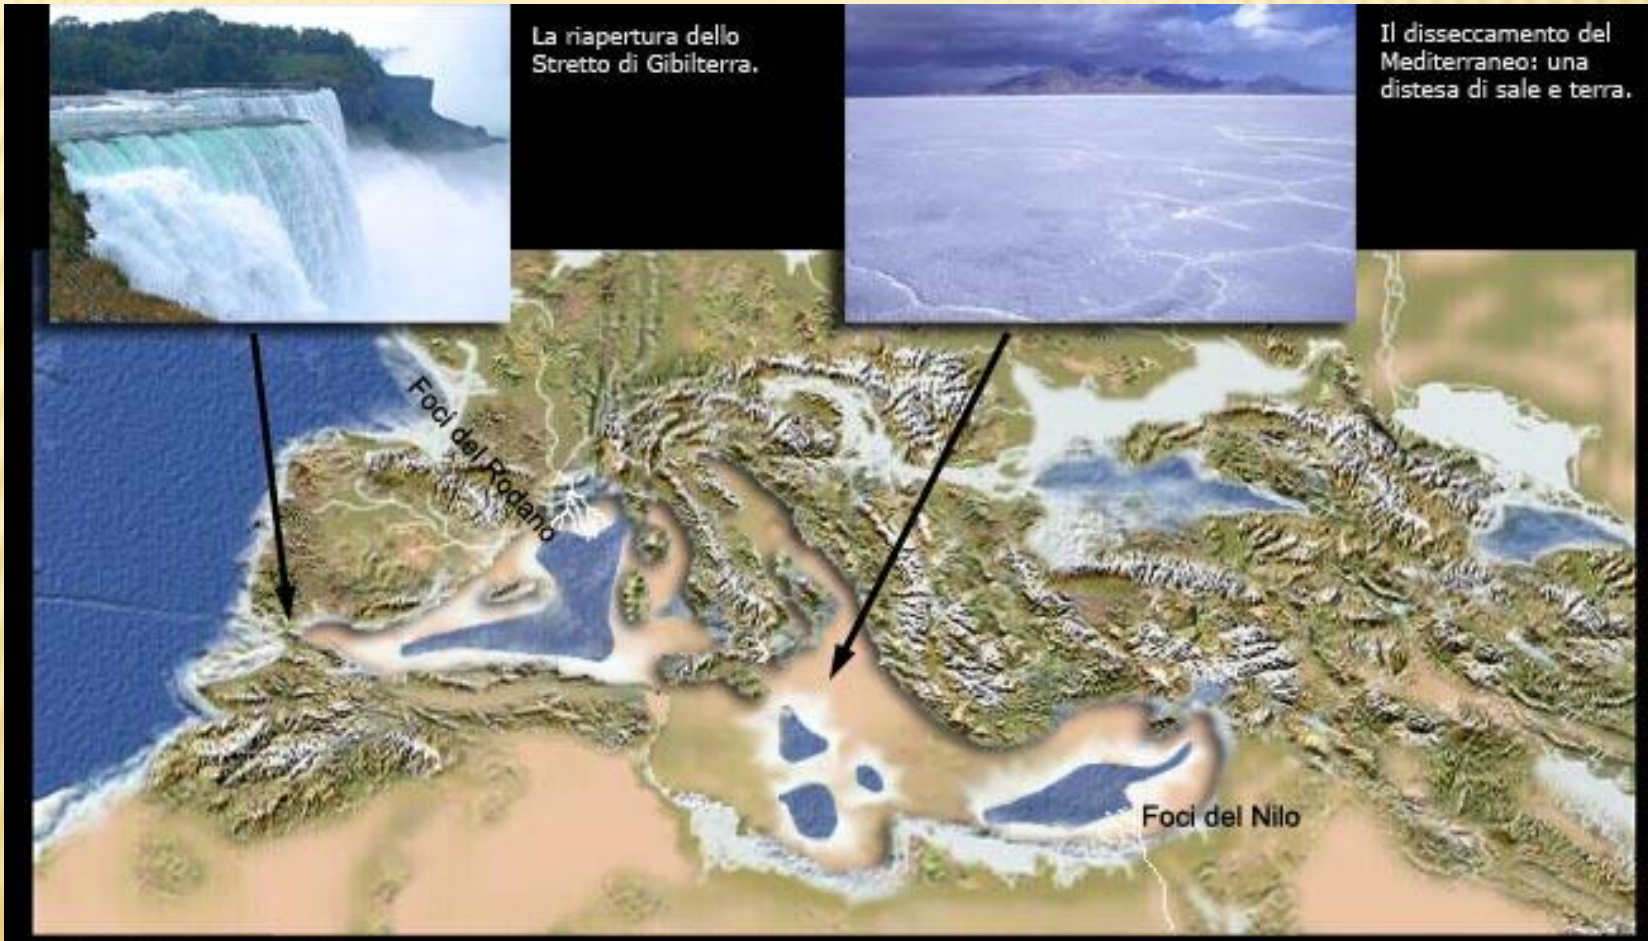 La riapertura dello
Stretto di Gibilterra.
Il disseccamento del
Mediterraneo: una
distesa di sale e terra.
Foci del Rodano
Foci del Nilo